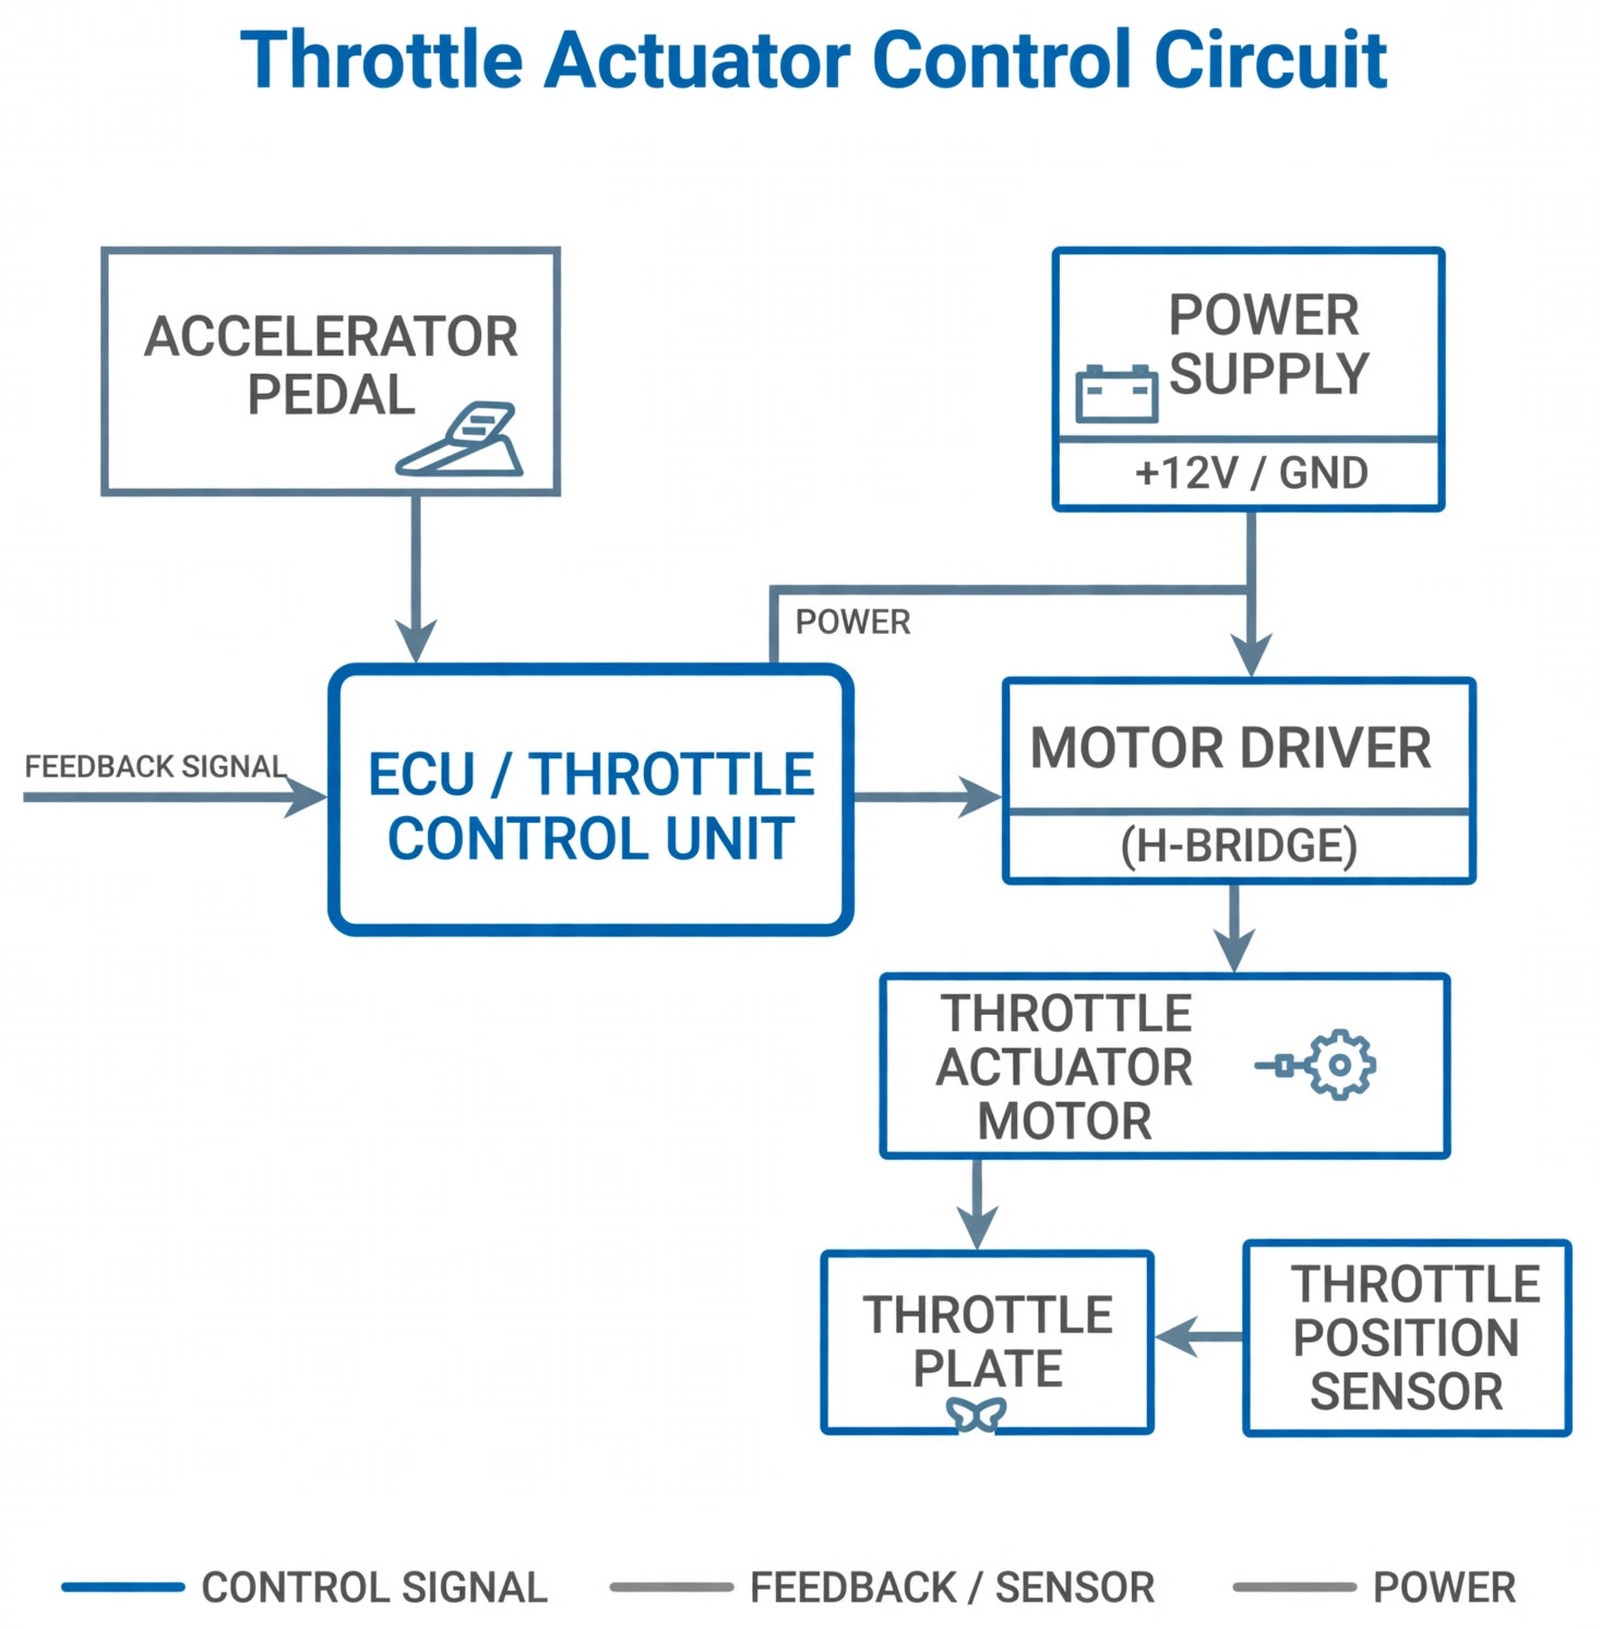 Throttle Actuator Control Circuit
ACCELERATOR
PEDAL
POWER
SUPPLY
+12V / GND
POWER
FEEDBACK SIGNAL
ECU / THROTTLE
CONTROL UNIT
MOTOR DRIVER
(H-BRIDGE)
THROTTLE
ACTUATOR
MOTOR
THROTTLE
PLATE
THROTTLE
POSITION
SENSOR
CONTROL SIGNAL
FEEDBACK / SENSOR
POWER